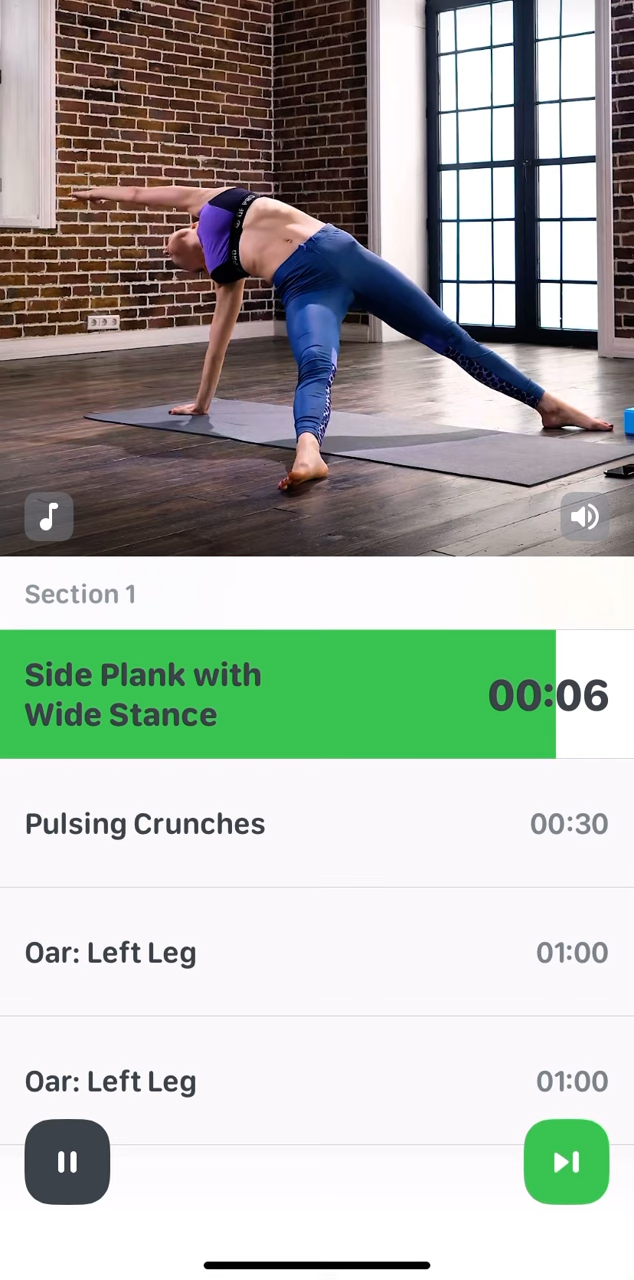 Section 1
Side Plank with
Wide Stance
00:06
Pulsing Crunches
00:30
Oar: Left Leg
01:00
Oar: Left Leg
01:00